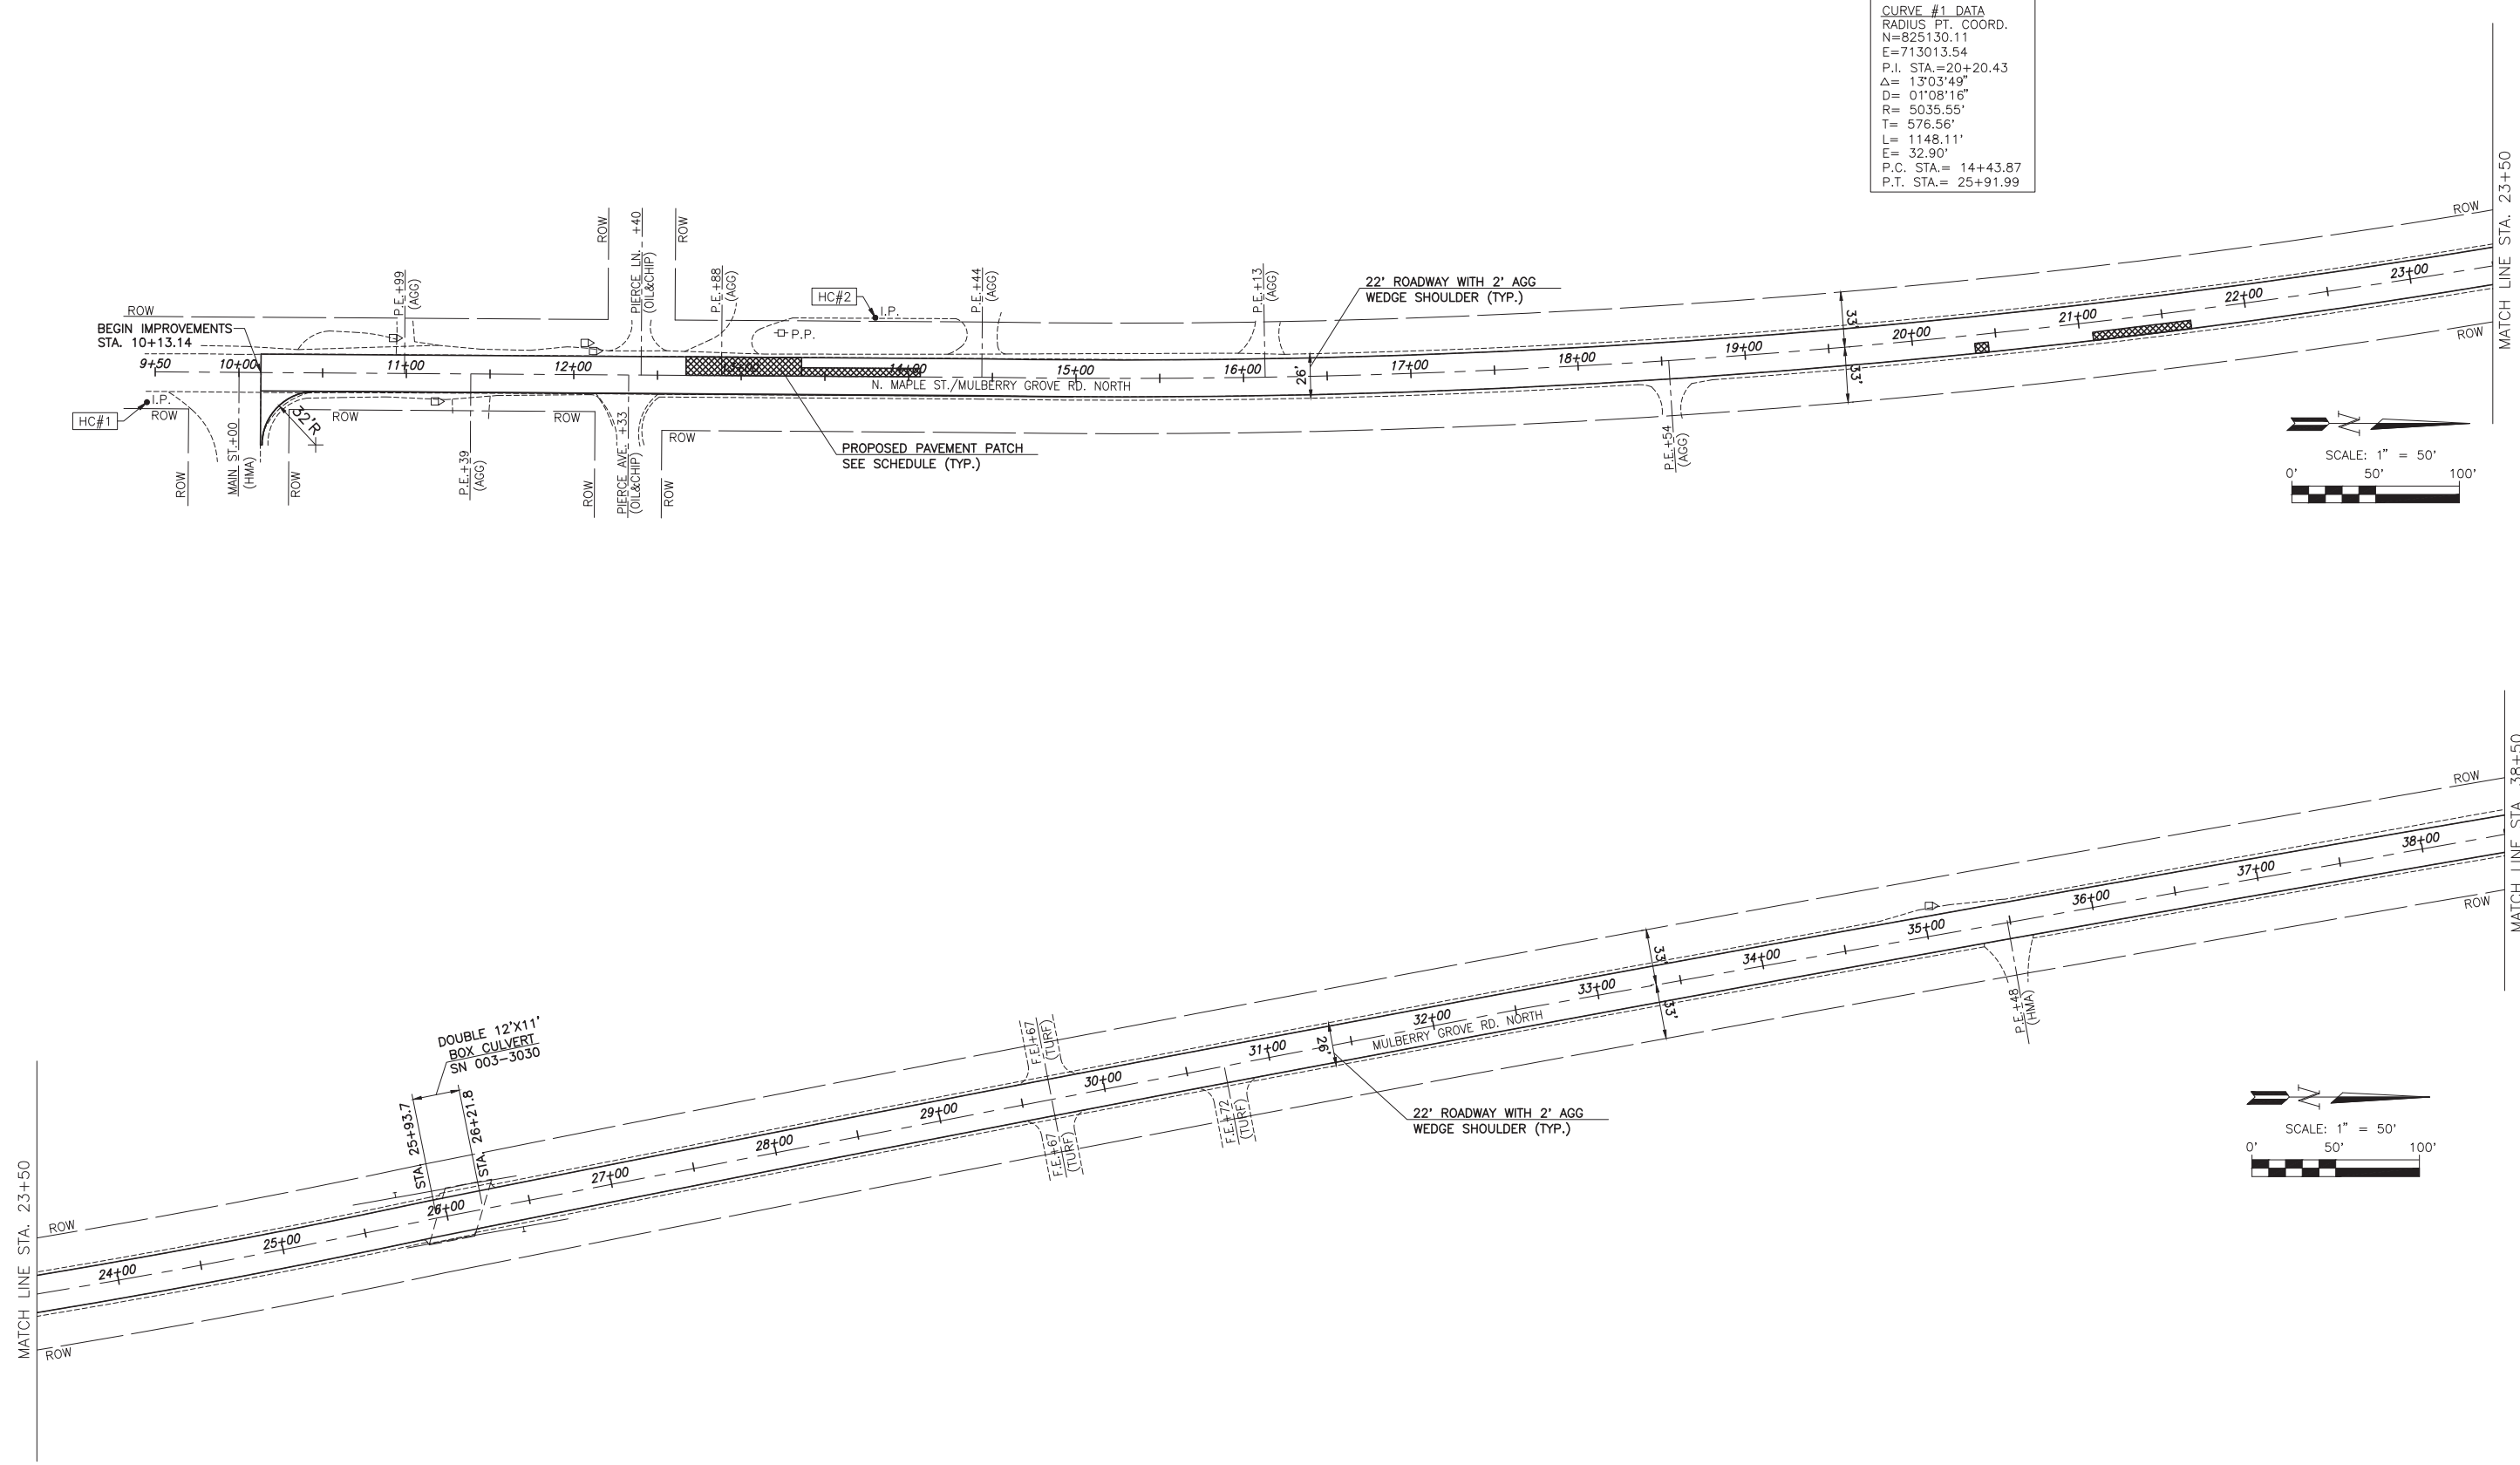 CURVE #1 DATA
RADIUS PT. COORD.
N=825130.11
E=713013.54
P.I. STA.=20+20.43
Δ= 13°03'49"
D= 01°08'16"
R= 5035.55'
T= 576.56'
L= 1148.11'
E= 32.90'
P.C. STA.= 14+43.87
P.T. STA.= 25+91.99
MATCH LINE STA. 23+50
ROW
ROW
ROW
BEGIN IMPROVEMENTS
STA. 10+13.14
P.E.+99
(AGG)
ROW
PIERCE LN. +40
(OIL&CHIP)
ROW
P.E.+88
(AGG)
HC#2
I.P.
P.P.
P.E.+44
(AGG)
P.E.+13
(AGG)
22' ROADWAY WITH 2' AGG
WEDGE SHOULDER (TYP.)
9+50
10+00
11+00
12+00
13+00
14+00
15+00
16+00
17+00
18+00
19+00
20+00
21+00
22+00
23+00
N. MAPLE ST./MULBERRY GROVE RD. NORTH
26'
33'
33'
HC#1
I.P.
ROW
ROW
MAIN ST.+00
(HMA)
32'R
ROW
ROW
P.E.+39
(AGG)
ROW
ROW
PIERCE AVE. +33
(OIL&CHIP)
ROW
ROW
PROPOSED PAVEMENT PATCH
SEE SCHEDULE (TYP.)
P.E.+54
(AGG)
N
SCALE: 1" = 50'
0' 50' 100'
MATCH LINE STA. 23+50
ROW
ROW
DOUBLE 12'X11'
BOX CULVERT
SN 003-3030
STA. 25+93.7
STA. 26+21.8
24+00
25+00
26+00
27+00
28+00
29+00
30+00
31+00
32+00
33+00
34+00
35+00
36+00
37+00
38+00
F.E.+67
(TURF)
F.E.+67
(TURF)
F.E.+72
(TURF)
26'
MULBERRY GROVE RD. NORTH
22' ROADWAY WITH 2' AGG
WEDGE SHOULDER (TYP.)
33'
33'
P.E.+48
(HMA)
ROW
ROW
MATCH LINE STA. 38+50
N
SCALE: 1" = 50'
0' 50' 100'